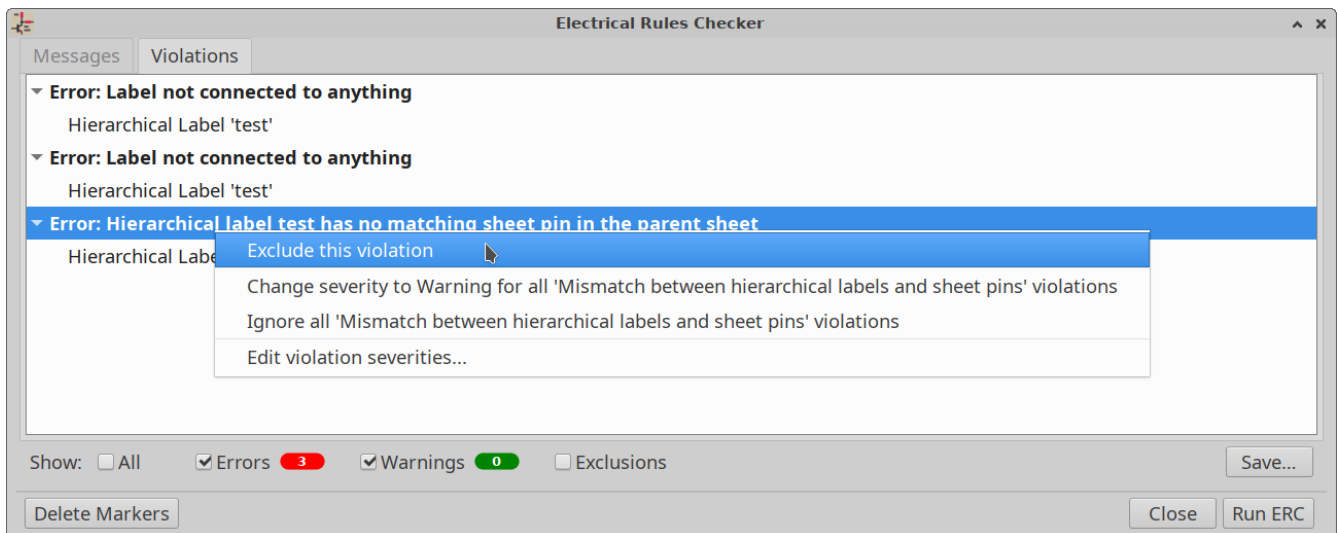 Electrical Rules Checker
Messages Violations
Error: Label not connected to anything
Hierarchical Label 'test'
Error: Label not connected to anything
Hierarchical Label 'test'
Error: Hierarchical label test has no matching sheet pin in the parent sheet
Hierarchical Labe
Exclude this violation
Change severity to Warning for all 'Mismatch between hierarchical labels and sheet pins' violations
Ignore all 'Mismatch between hierarchical labels and sheet pins' violations
Edit violation severities...
Show: All Errors 3 Warnings 0 Exclusions Save...
Delete Markers Close Run ERC